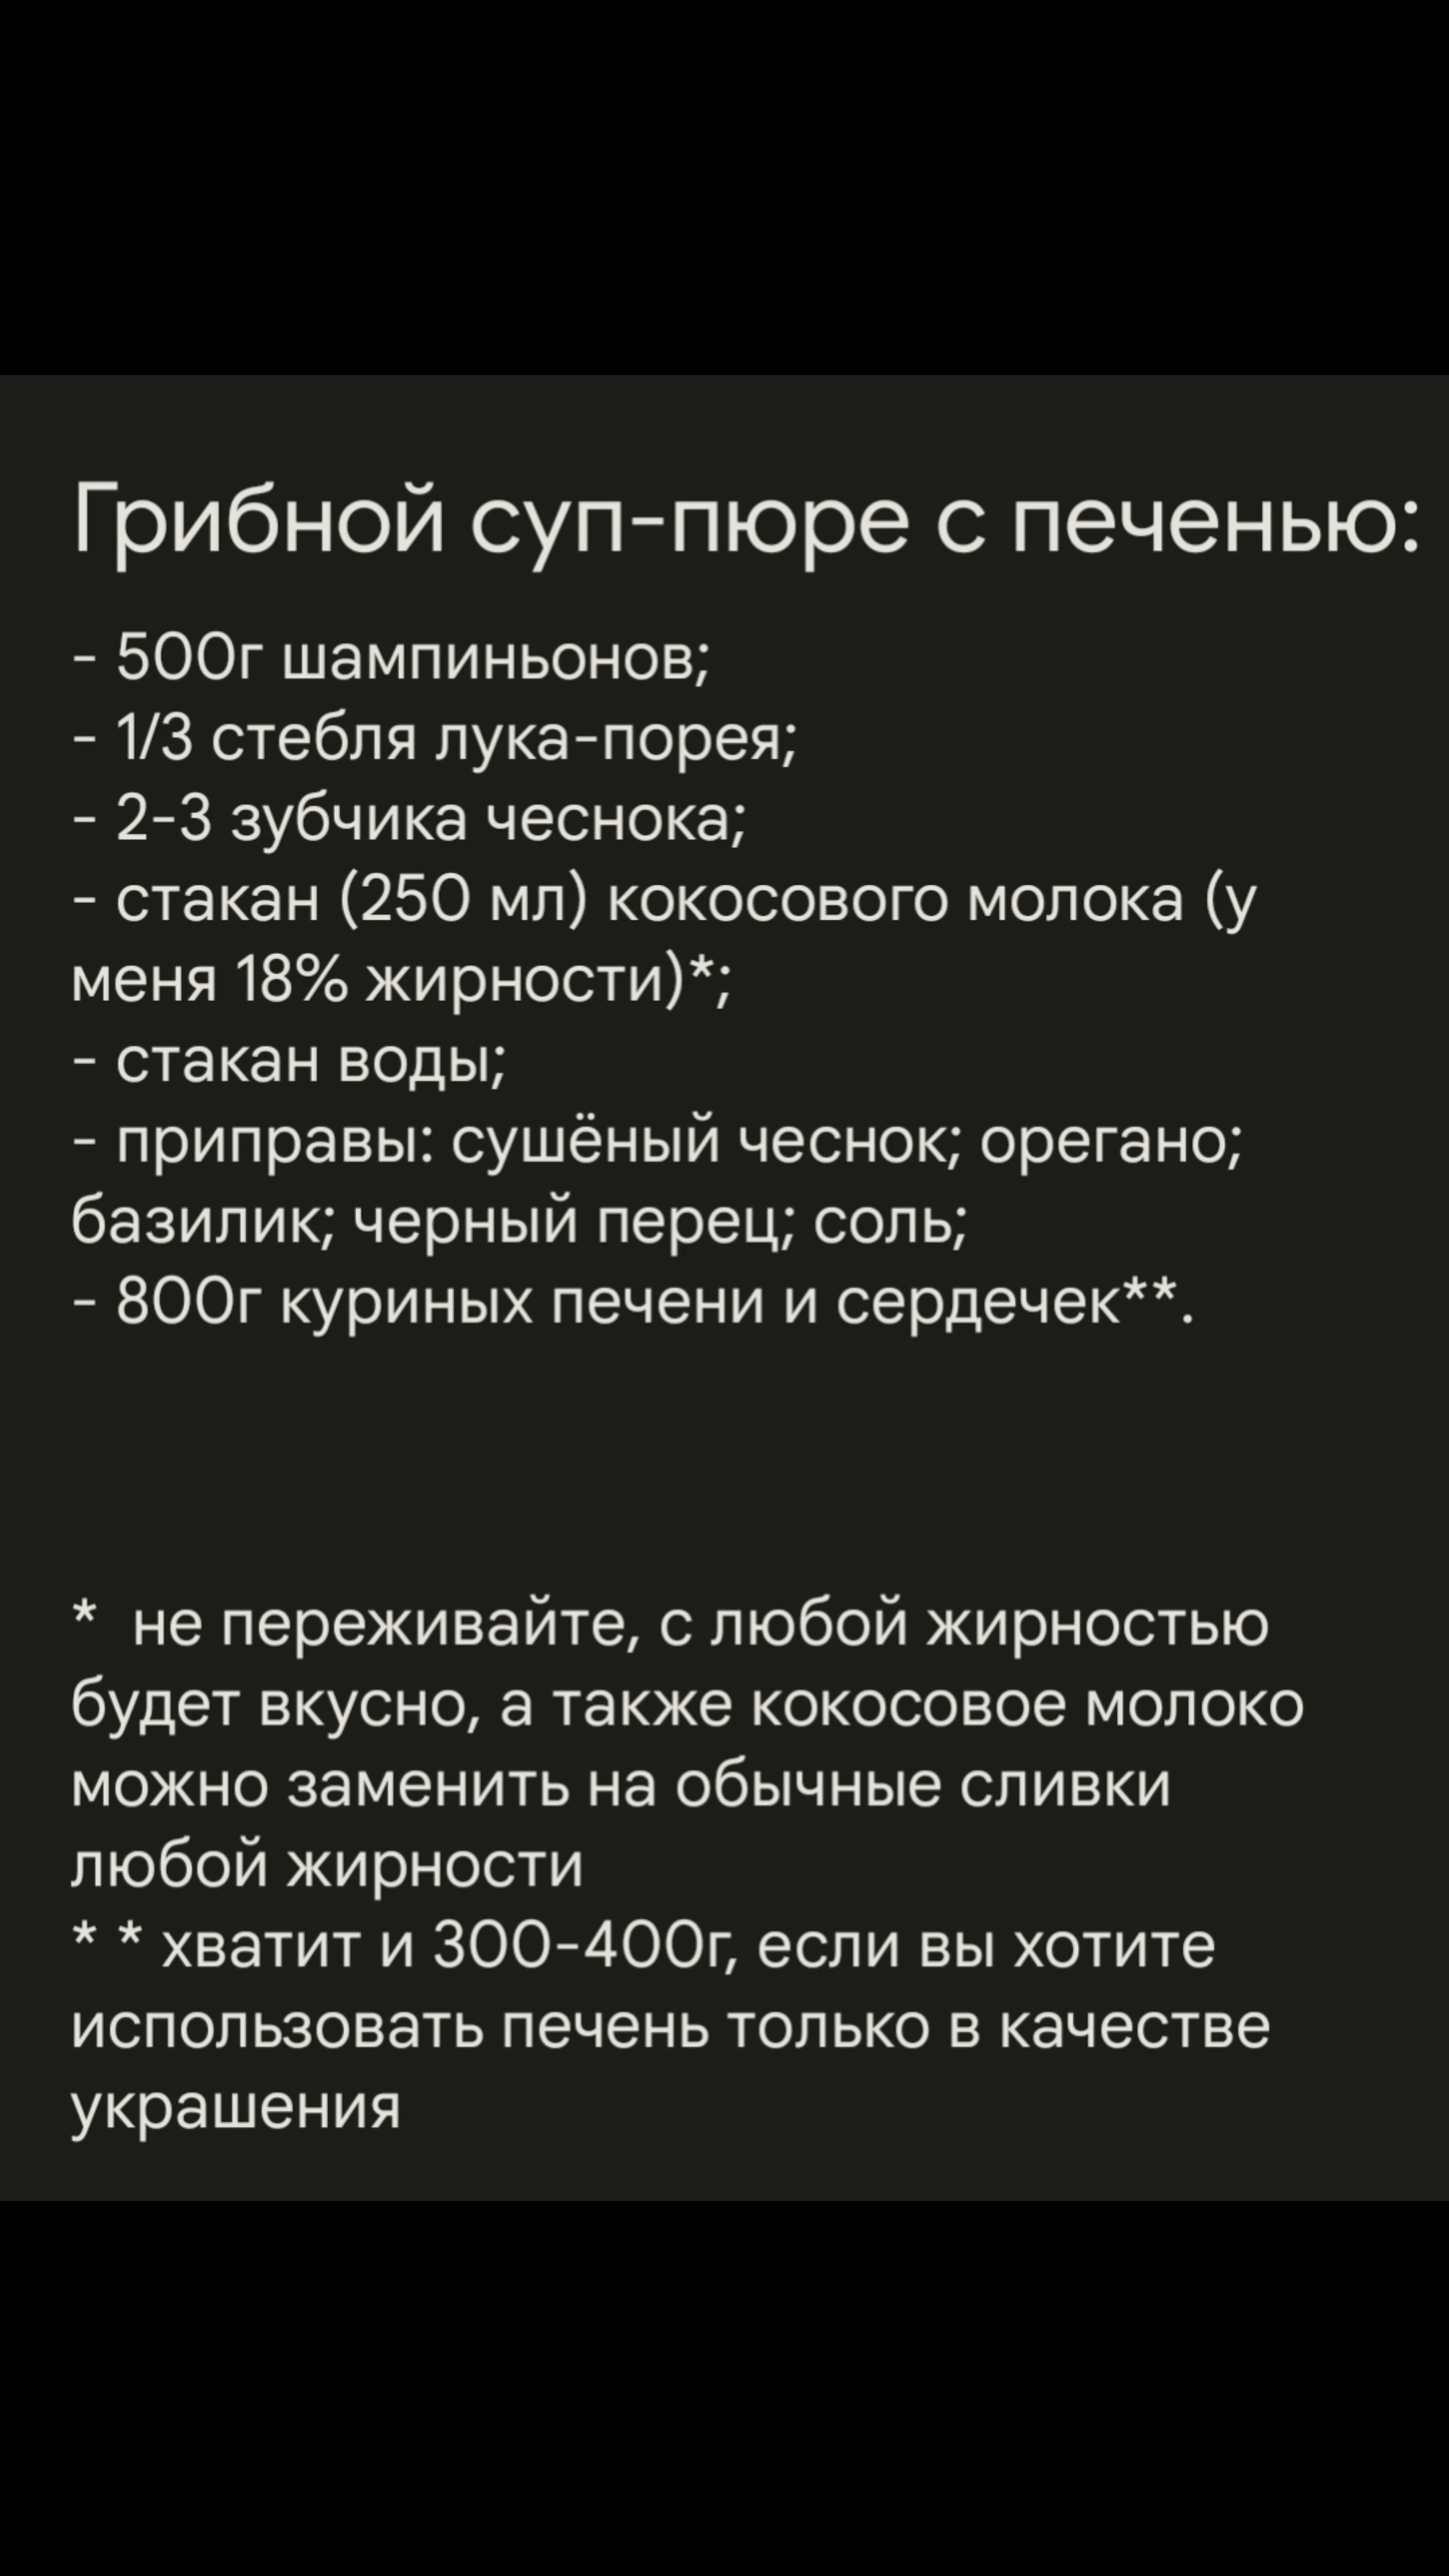 Грибной суп-пюре с печенью:
- 500г шампиньонов;
- 1/3 стебля лука-порея;
- 2-3 зубчика чеснока;
- стакан (250 мл) кокосового молока (у
меня 18% жирности)*;
- стакан воды;
- приправы: сушёный чеснок; орегано;
базилик; черный перец; соль;
- 800г куриных печени и сердечек**.
* не переживайте, с любой жирностью
будет вкусно, а также кокосовое молоко
можно заменить на обычные сливки
любой жирности
* * хватит и 300-400г, если вы хотите
использовать печень только в качестве
украшения